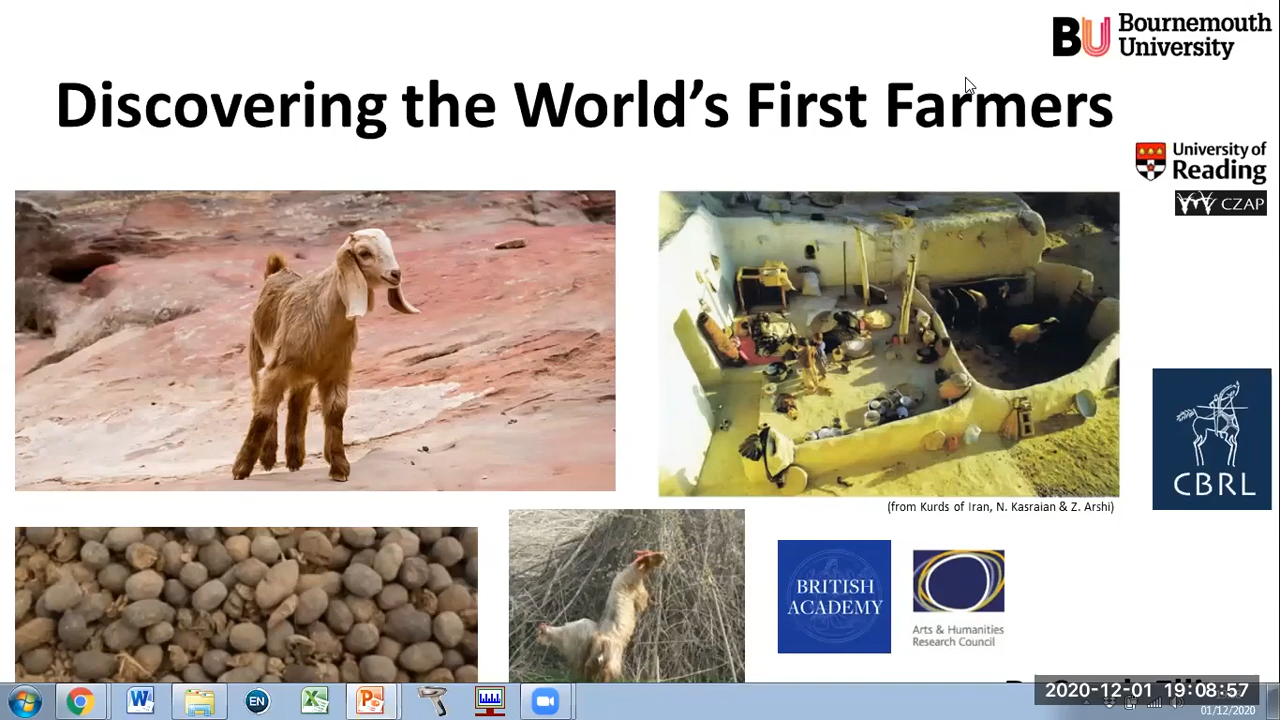 BU Bournemouth
University
Discovering the World's First Farmers
University of
Reading
CZAP
(from Kurds of Iran, N. Kasraian & Z. Arshi)
CBRL
BRITISH
ACADEMY
Arts & Humanities
Research Council
EN
2020-12-01 19:08:57
01/12/2020